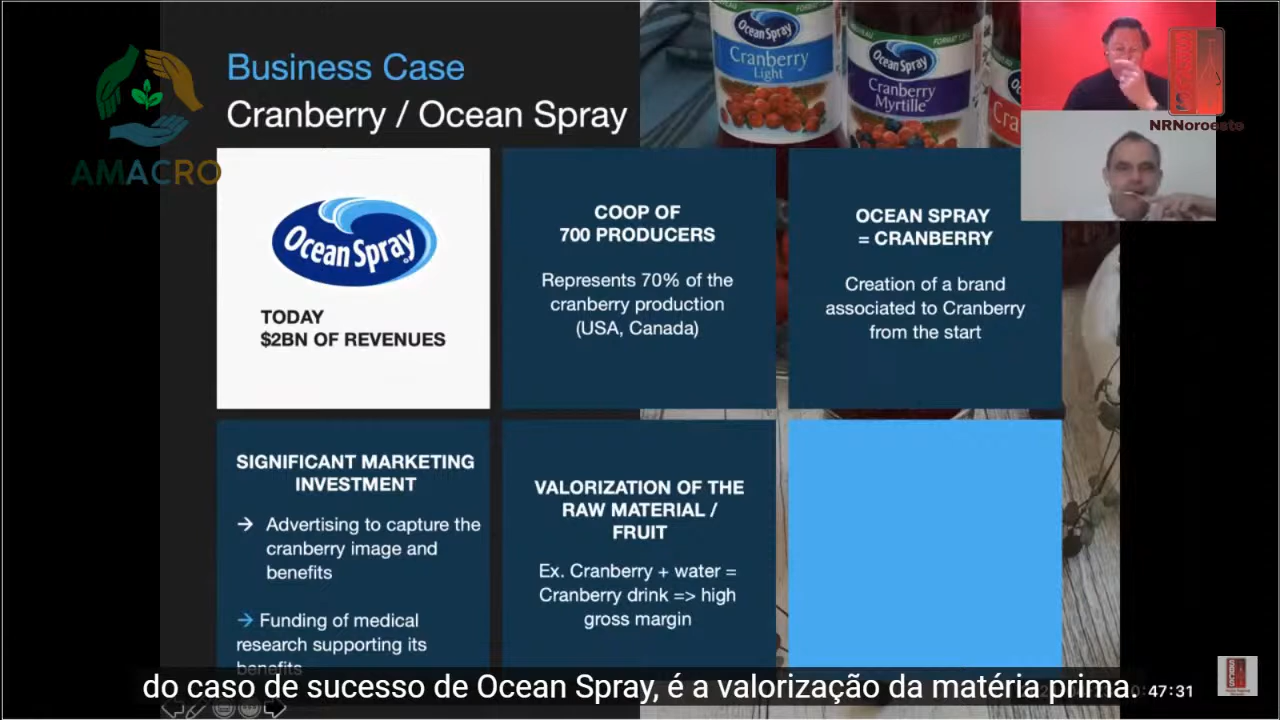 Business Case
Cranberry / Ocean Spray
AMACRO
Ocean Spray
Cranberry
Light
Ocean Spray
Cranberry
Myrtille
NRNoroeste
Ocean Spray
TODAY
$2BN OF REVENUES
COOP OF
700 PRODUCERS
Represents 70% of the
cranberry production
(USA, Canada)
OCEAN SPRAY
= CRANBERRY
Creation of a brand
associated to Cranberry
from the start
SIGNIFICANT MARKETING
INVESTMENT
→ Advertising to capture the
cranberry image and
benefits
→ Funding of medical
research supporting its
benefits
VALORIZATION OF THE
RAW MATERIAL /
FRUIT
Ex. Cranberry + water =
Cranberry drink => high
gross margin
do caso de sucesso de Ocean Spray, é a valorização da matéria prima.
:47:31